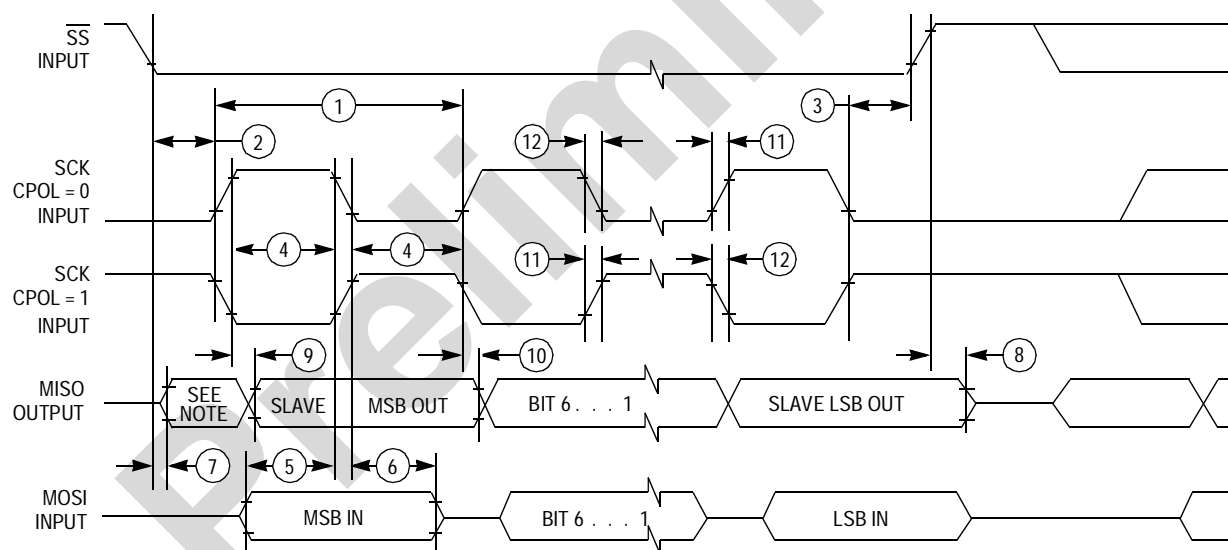 Prelimi
SS
INPUT
1
3
2
12
11
SCK
CPOL = 0
INPUT
4
4
SCK
CPOL = 1
INPUT
11
12
9
10
8
MISO
OUTPUT
SEE
NOTE
SLAVE
MSB OUT
BIT 6 . . . 1
SLAVE LSB OUT
7
5
6
MOSI
INPUT
MSB IN
BIT 6 . . . 1
LSB IN